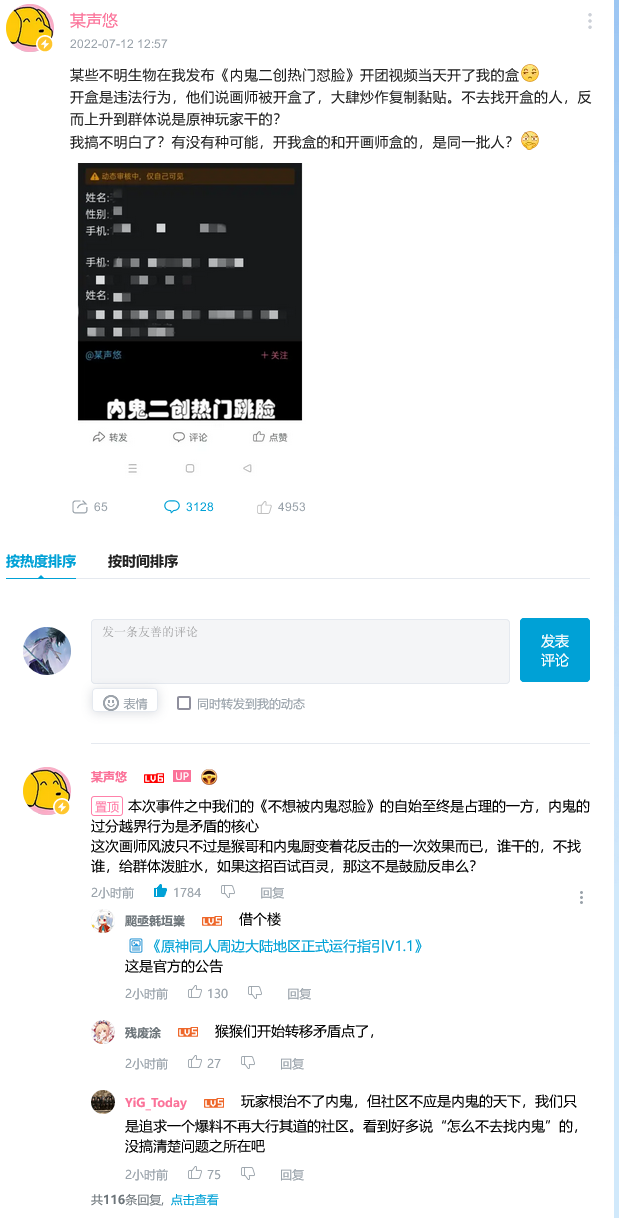 某声悠
2022-07-12 12:57
某些不明生物在我发布《内鬼二创热门怼脸》开团视频当天开了我的盒
开盒是违法行为，他们说画师被开盒了，大肆炒作复制黏贴。不去找开盒的人，反
而上升到群体说是原神玩家干的？
我搞不明白了？有没有种可能，开我盒的和开画师盒的，是同一批人？
动态审核中，仅自己可见
姓名:
性别:
手机:
手机:
姓名:
@某声悠
＋关注
内鬼二创热门跳脸
转发 评论 点赞
65 3128 4953
按热度排序 按时间排序
发一条友善的评论
发表
评论
表情 同时转发到我的动态
某声悠 LV5 UP
置顶 本次事件之中我们的《不想被内鬼怼脸》的自始至终是占理的一方，内鬼的
过分越界行为是矛盾的核心
这次画师风波只不过是猴哥和内鬼厨变着花反击的一次效果而已，谁干的，不找
谁，给群体泼脏水，如果这招百试百灵，那这不是鼓励反串么？
2小时前 1784 回复
LV5 借个楼
《原神同人周边大陆地区正式运行指引V1.1》
这是官方的公告
2小时前 130 回复
残废涂 LV5 猴猴们开始转移矛盾点了，
2小时前 27 回复
YiG_Today LV5 玩家根治不了内鬼，但社区不应是内鬼的天下，我们只
是追求一个爆料不再大行其道的社区。看到好多说“怎么不去找内鬼”的，
没搞清楚问题之所在吧
2小时前 75 回复
共116条回复, 点击查看